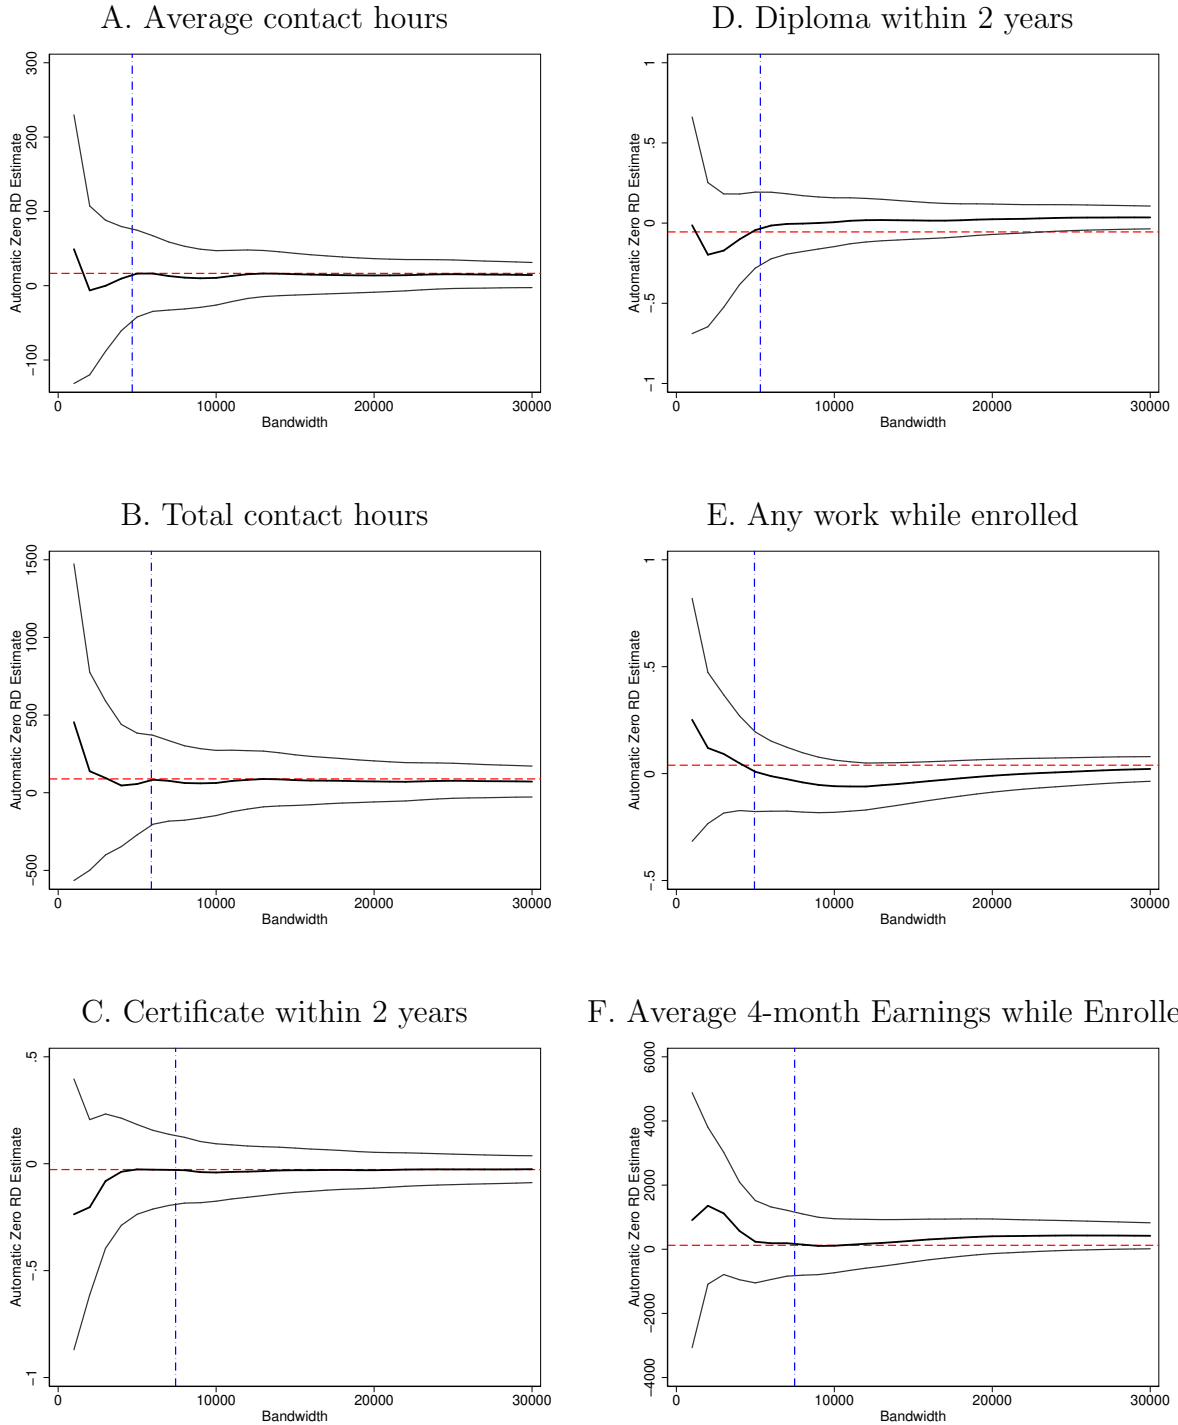 A. Average contact hours
Automatic Zero RD Estimate
300
200
100
0
−100
0 10000 20000 30000
Bandwidth
D. Diploma within 2 years
Automatic Zero RD Estimate
1
.5
0
−.5
−1
0 10000 20000 30000
Bandwidth
B. Total contact hours
Automatic Zero RD Estimate
1500
1000
500
0
−500
0 10000 20000 30000
Bandwidth
E. Any work while enrolled
Automatic Zero RD Estimate
1
.5
0
−.5
0 10000 20000 30000
Bandwidth
C. Certificate within 2 years
Automatic Zero RD Estimate
.5
0
−.5
−1
0 10000 20000 30000
Bandwidth
F. Average 4-month Earnings while Enrolle
Automatic Zero RD Estimate
6000
4000
2000
0
−2000
−4000
0 10000 20000 30000
Bandwidth